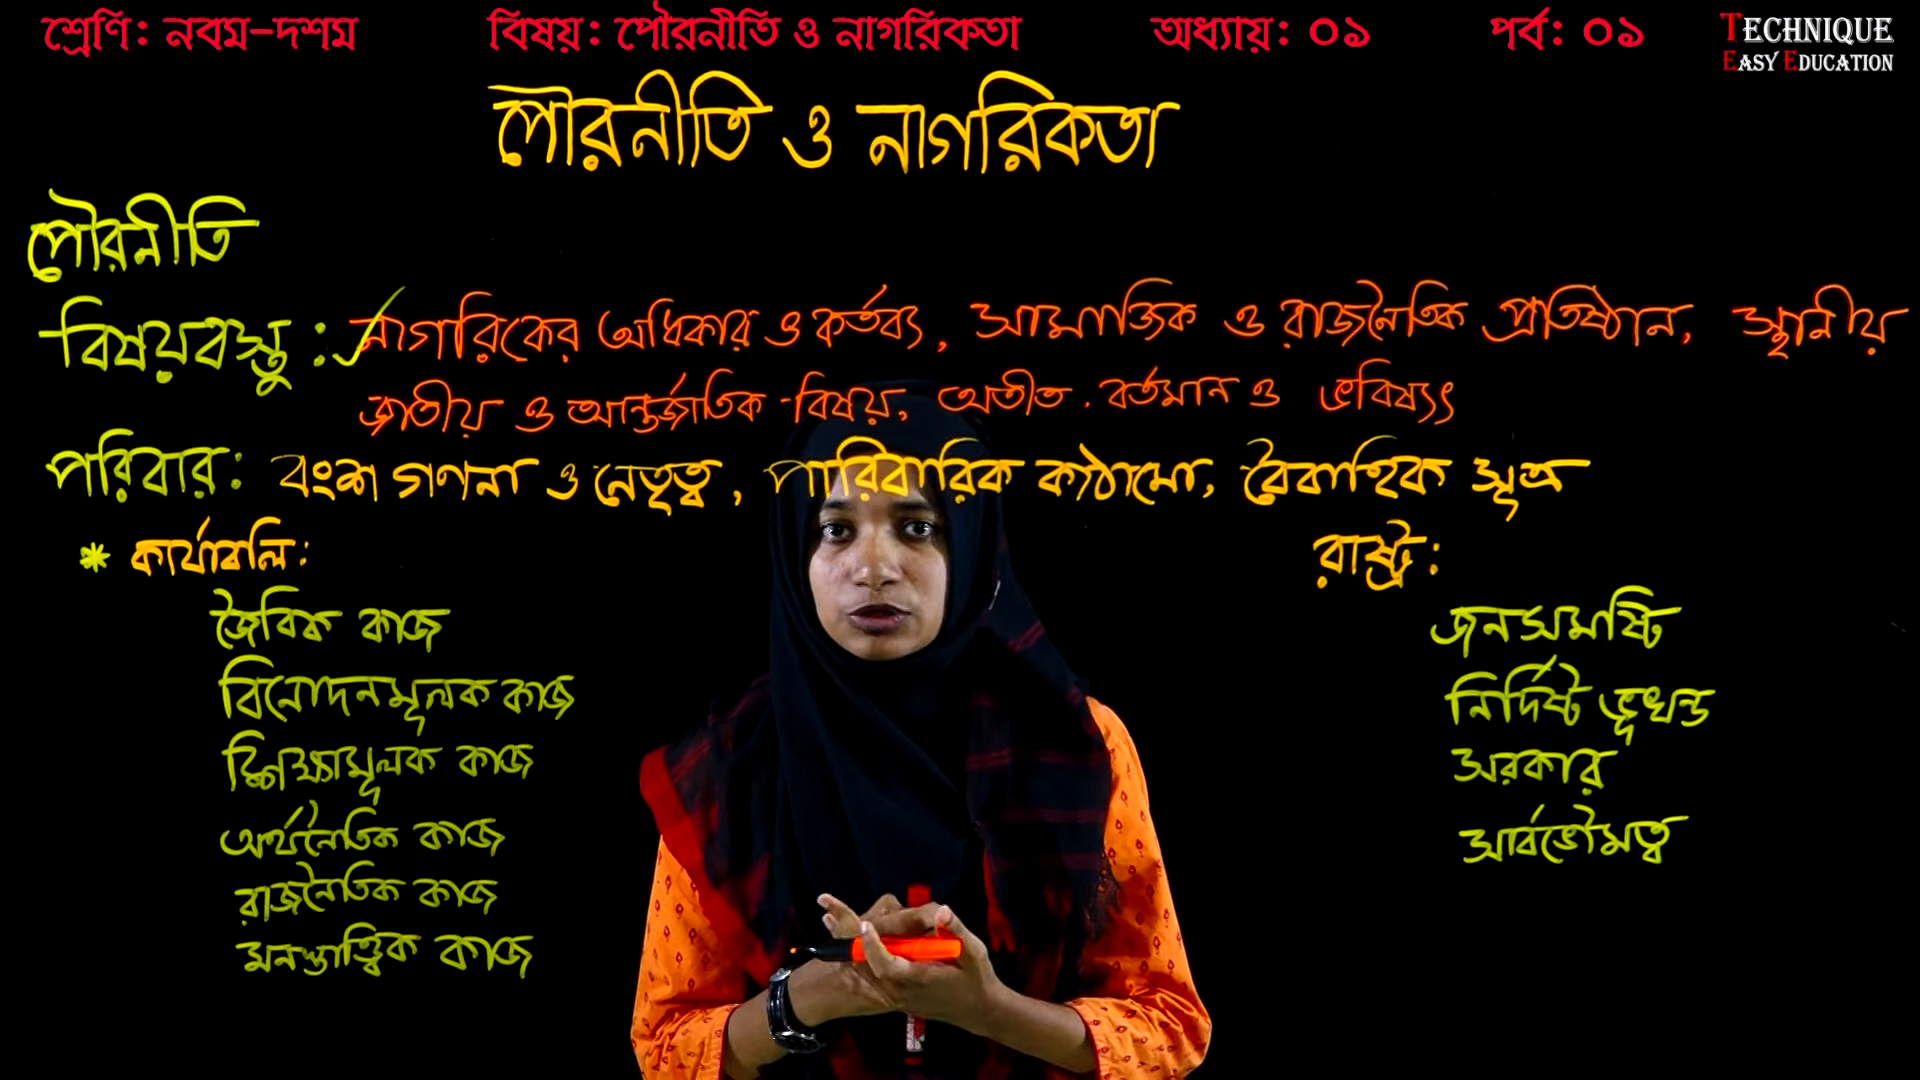 শ্রেণি: নবম-দশম বিষয়: পৌরনীতি ও নাগরিকতা অধ্যায়: ০১ পর্ব: ০১ TECHNIQUE
EASY EDUCATION
পৌরনীতি ও নাগরিকতা
পৌরনীতি
বিষয়বস্তু: নাগরিকের অধিকার ও কর্তব্য, সামাজিক ও রাজনৈতিক প্রতিষ্ঠান, স্থানীয়
জাতীয় ও আন্তর্জাতিক বিষয়, অতীত. বর্তমান ও ভবিষ্যৎ
পরিবার: বংশ গণনা ও নেতৃত্ব, পারিবারিক কাঠামো, বৈবাহিক সূত্র
* কার্যাবলি:
রাষ্ট্র:
জৈবিক কাজ
বিনোদনমূলক কাজ
শিক্ষামূলক কাজ
অর্থনৈতিক কাজ
রাজনৈতিক কাজ
মনস্তাত্ত্বিক কাজ
জনসমষ্টি
নির্দিষ্ট ভূখন্ড
সরকার
সার্বভৌমত্ব